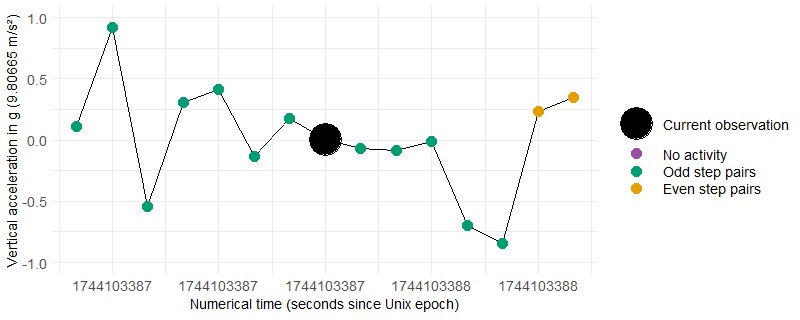 Vertical acceleration in g (9.80665 m/s²)
1.0
0.5
0.0
-0.5
-1.0
1744103387 1744103387 1744103387 1744103388 1744103388
Numerical time (seconds since Unix epoch)
Current observation
No activity
Odd step pairs
Even step pairs